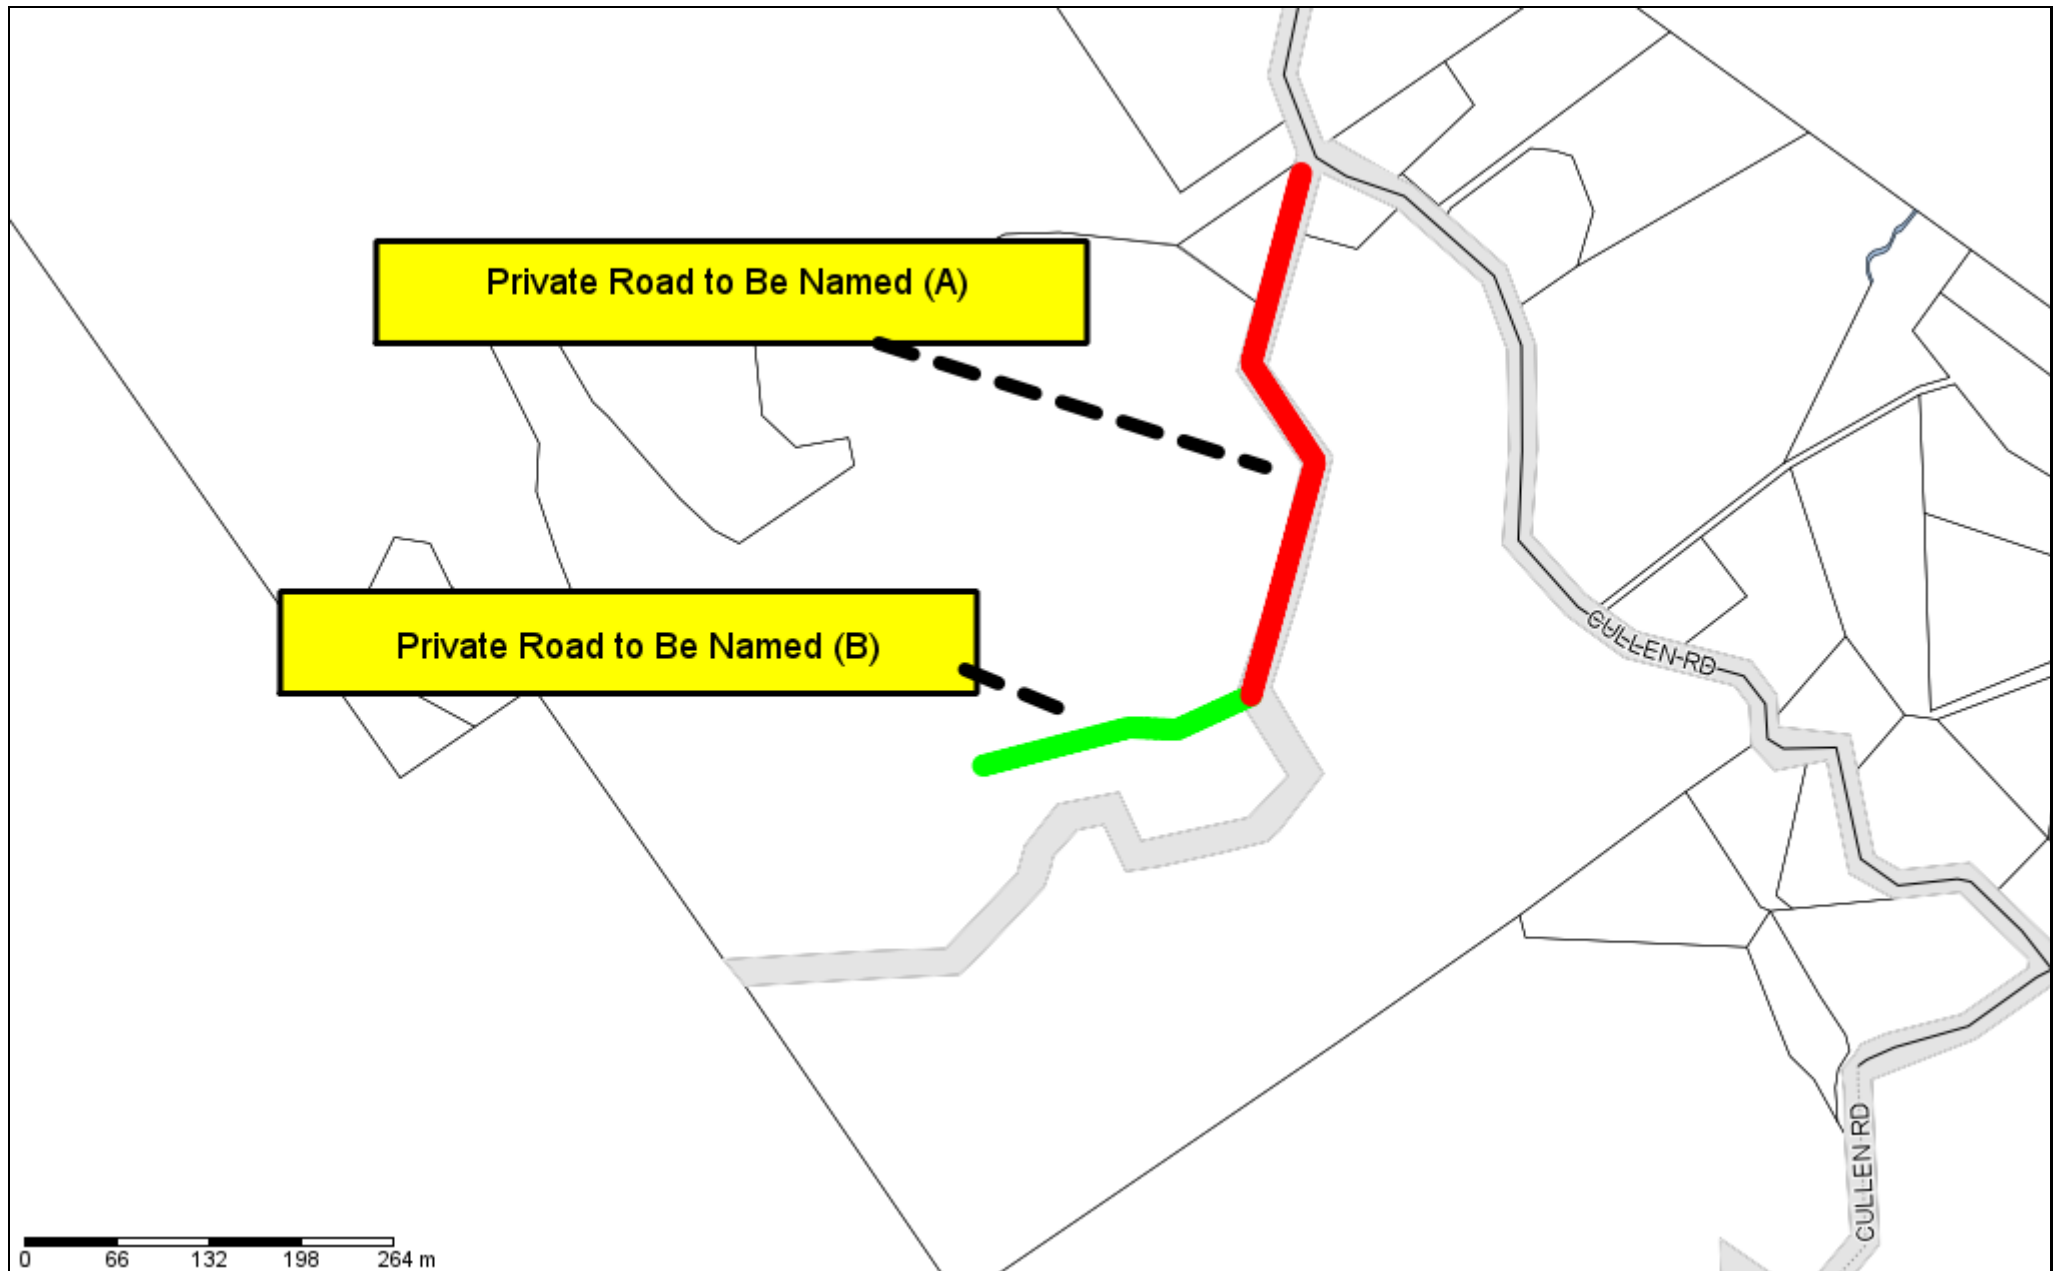 Private Road to Be Named (A)
Private Road to Be Named (B)
CULLEN RD
CULLEN RD
0 66 132 198 264 m